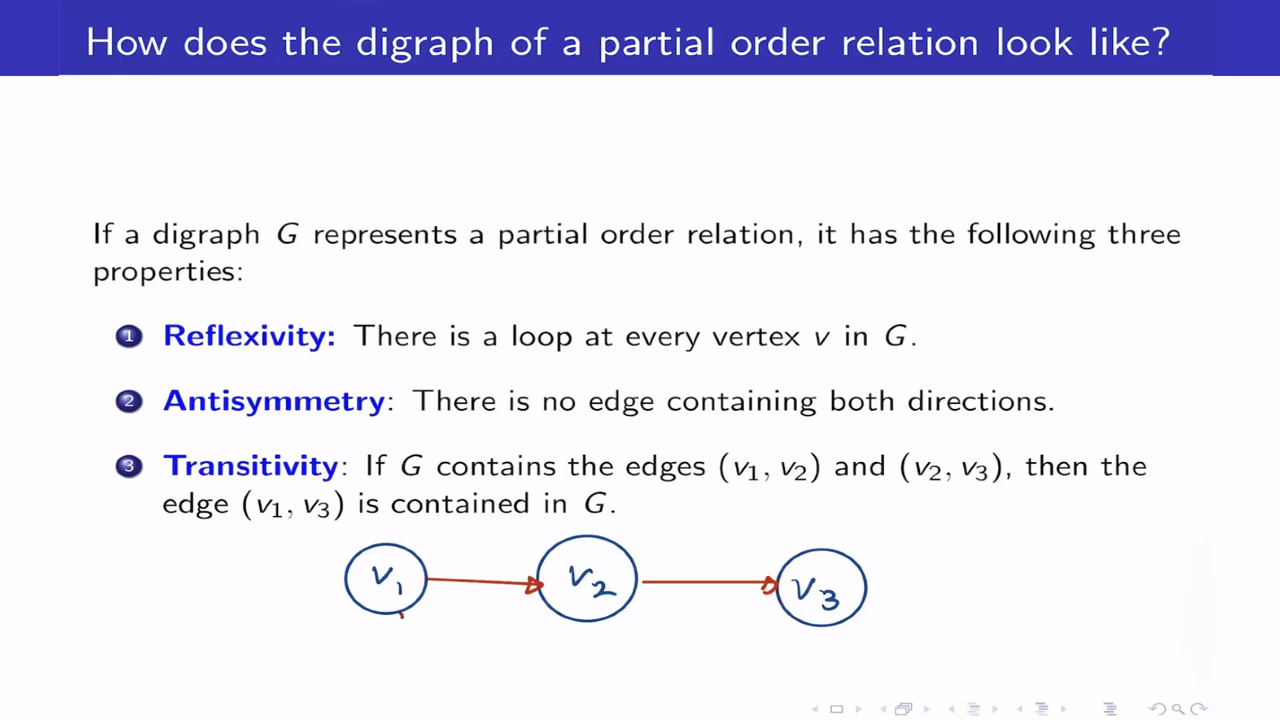 How does the digraph of a partial order relation look like?
If a digraph G represents a partial order relation, it has the following three
properties:
1 Reflexivity: There is a loop at every vertex v in G.
2 Antisymmetry: There is no edge containing both directions.
3 Transitivity: If G contains the edges (v₁, v₂) and (v₂, v₃), then the
edge (v₁, v₃) is contained in G.
v₁ v₂ v₃